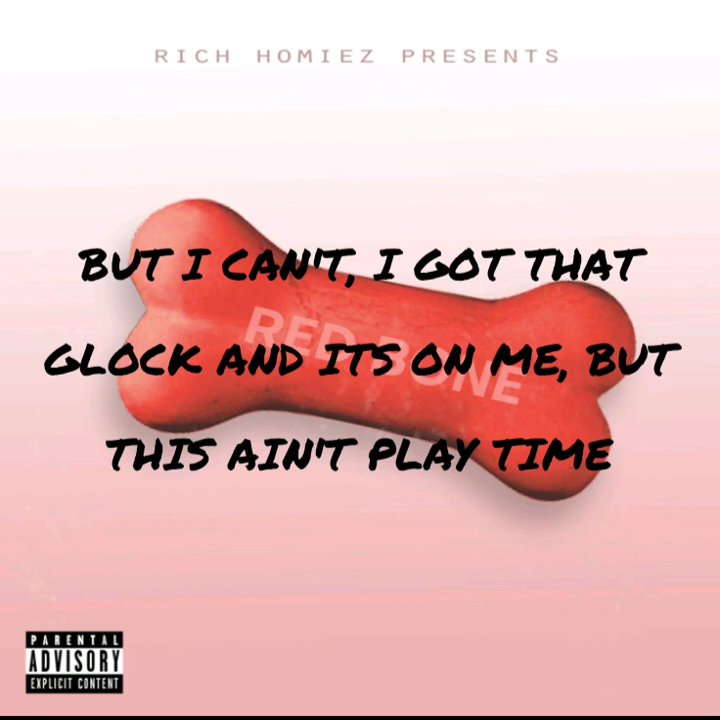 RICH HOMIEZ PRESENTS
BUT I CAN'T, I GOT THAT
GLOCK AND ITS ON ME, BUT
THIS AIN'T PLAY TIME
RED BONE
PARENTAL
ADVISORY
EXPLICIT CONTENT